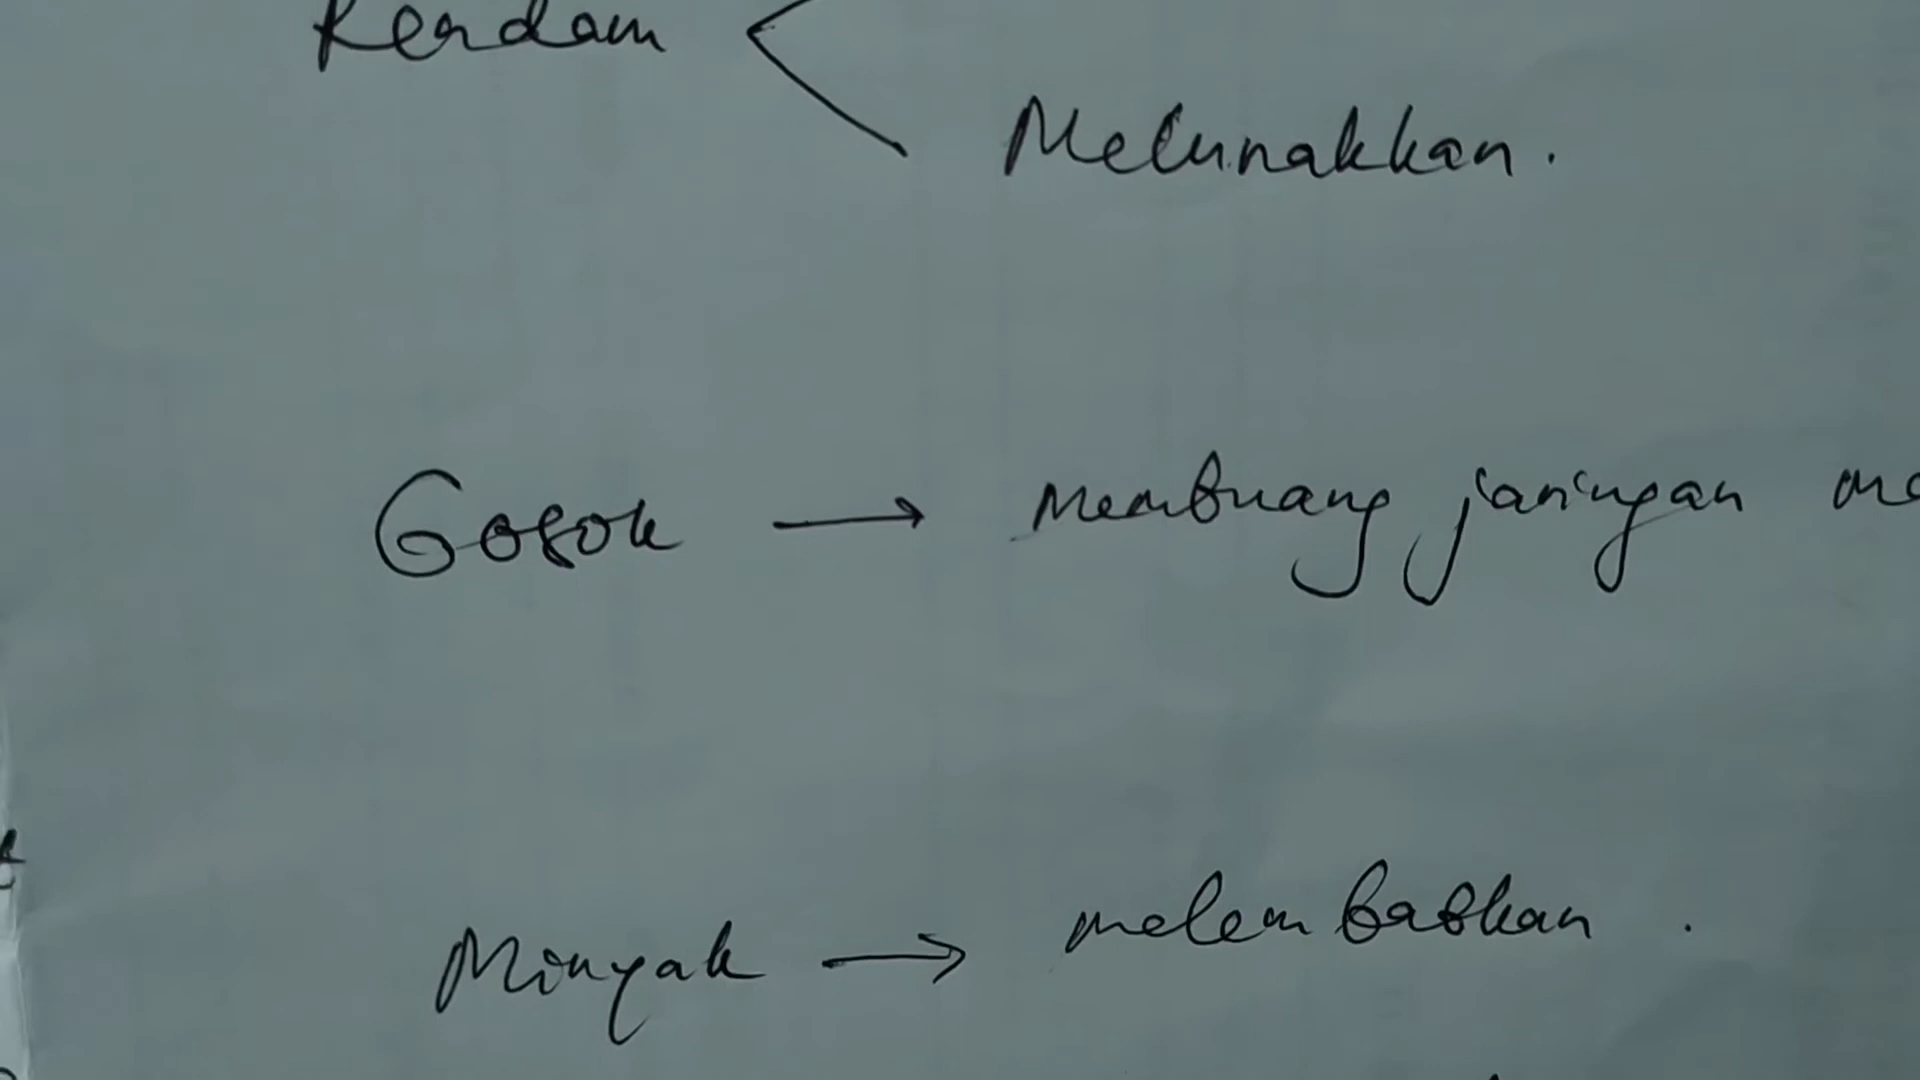 Rendam
Melunakkan.
Gosok → Membuang jaringan
Minyak → melembabkan.